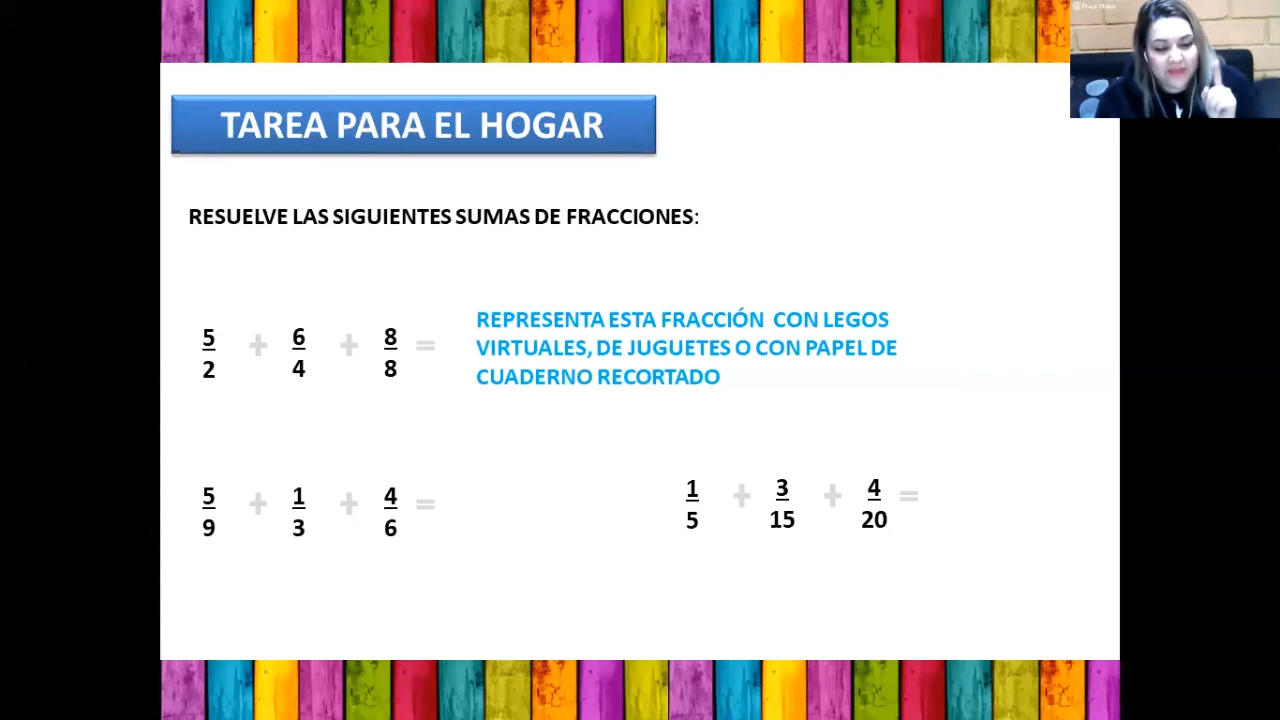 TAREA PARA EL HOGAR
RESUELVE LAS SIGUIENTES SUMAS DE FRACCIONES:
5/2 + 6/4 + 8/8 =
REPRESENTA ESTA FRACCIÓN CON LEGOS
VIRTUALES, DE JUGUETES O CON PAPEL DE
CUADERNO RECORTADO
5/9 + 1/3 + 4/6 =
1/5 + 3/15 + 4/20 =